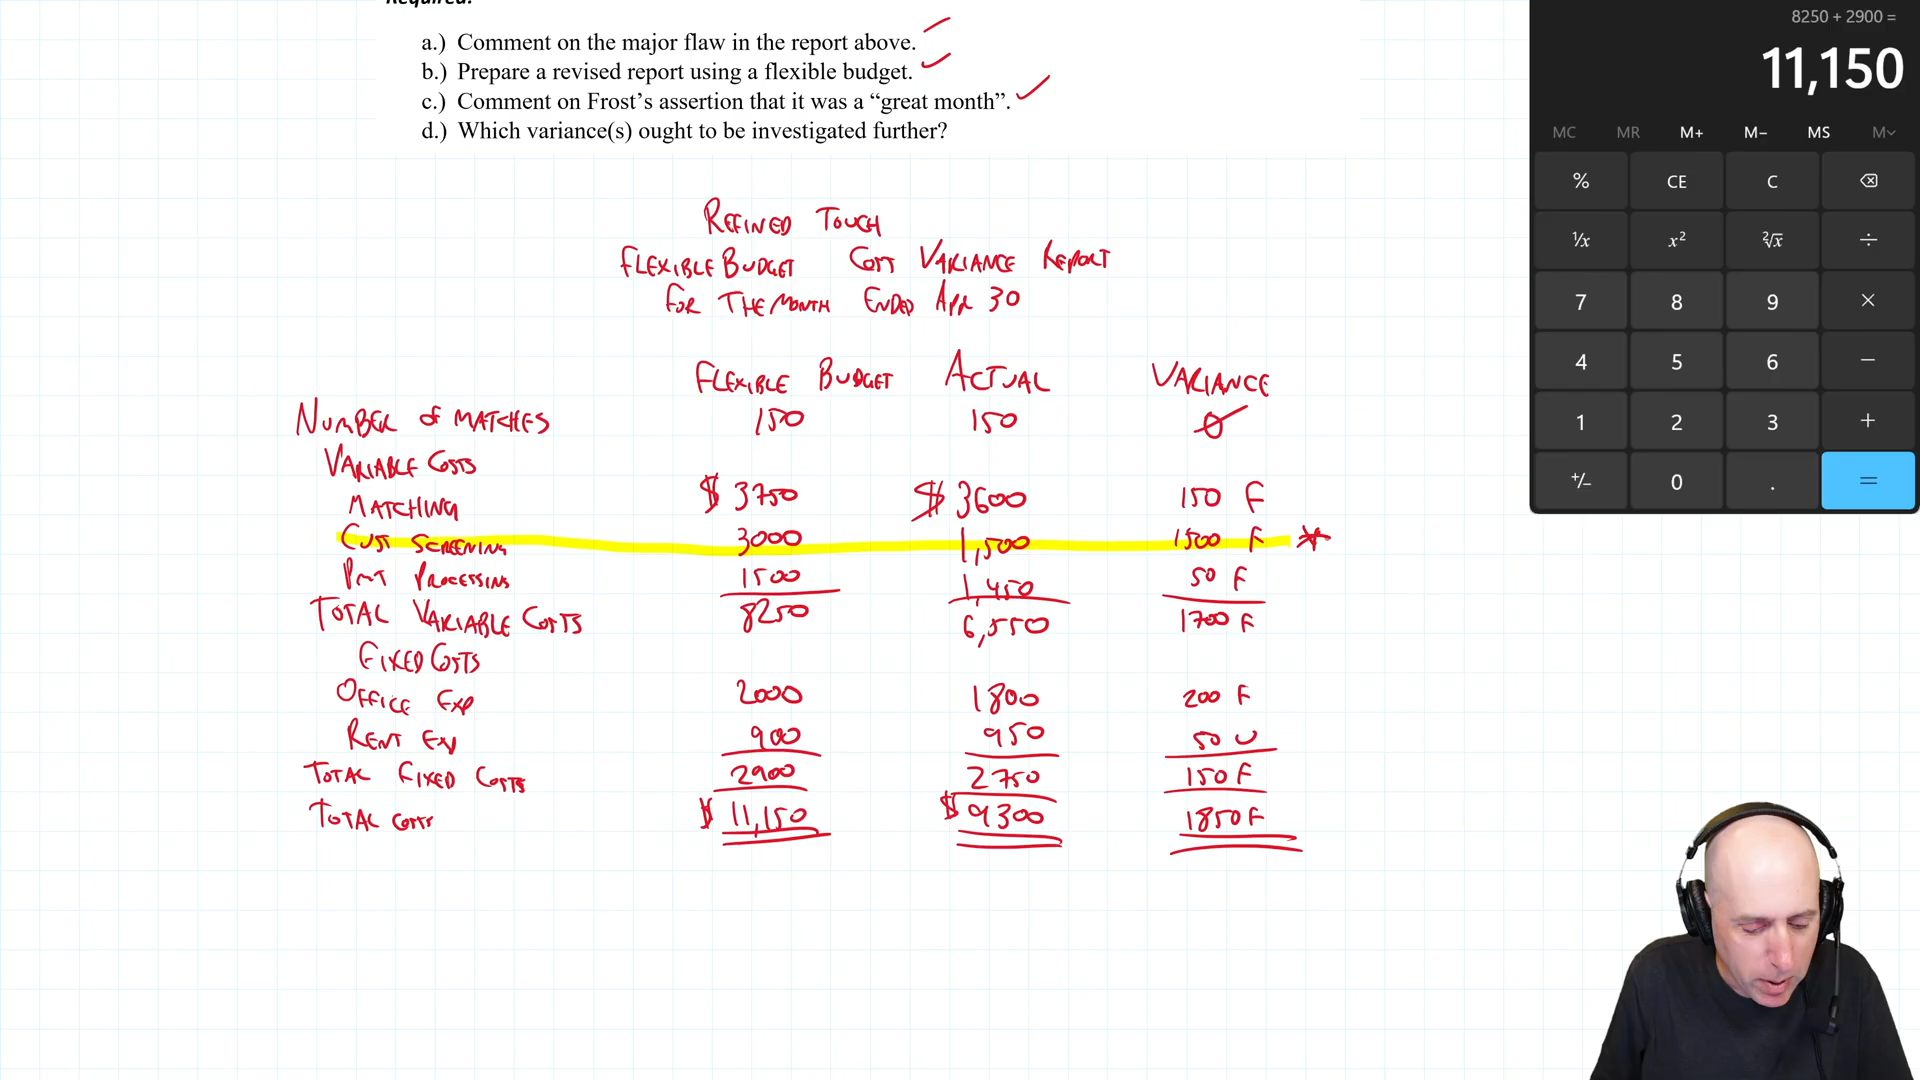 Required:
a.) Comment on the major flaw in the report above.
b.) Prepare a revised report using a flexible budget.
c.) Comment on Frost's assertion that it was a “great month”.
d.) Which variance(s) ought to be investigated further?
REFINED TOUCH
FLEXIBLE BUDGET COST VARIANCE REPORT
FOR THE MONTH ENDED APR 30
FLEXIBLE BUDGET ACTUAL VARIANCE
NUMBER OF MATCHES 150 150 0
VARIABLE COSTS
MATCHING $ 3750 $ 3600 150 F
CUST SCREENING 3000 1,500 1500 F *
PMT PROCESSING 1500 1,450 50 F
TOTAL VARIABLE COSTS 8250 6,550 1700 F
FIXED COSTS
OFFICE EXP 2000 1800 200 F
RENT EXP 900 950 50 U
TOTAL FIXED COSTS 2900 2750 150 F
TOTAL COSTS $ 11,150 $ 9300 1850 F
8250 + 2900 =
11,150
MC MR M+ M− MS M˅
% CE C ⌫
¹/x x² ²√x ÷
7 8 9 ×
4 5 6 −
1 2 3 +
+/− 0 . =